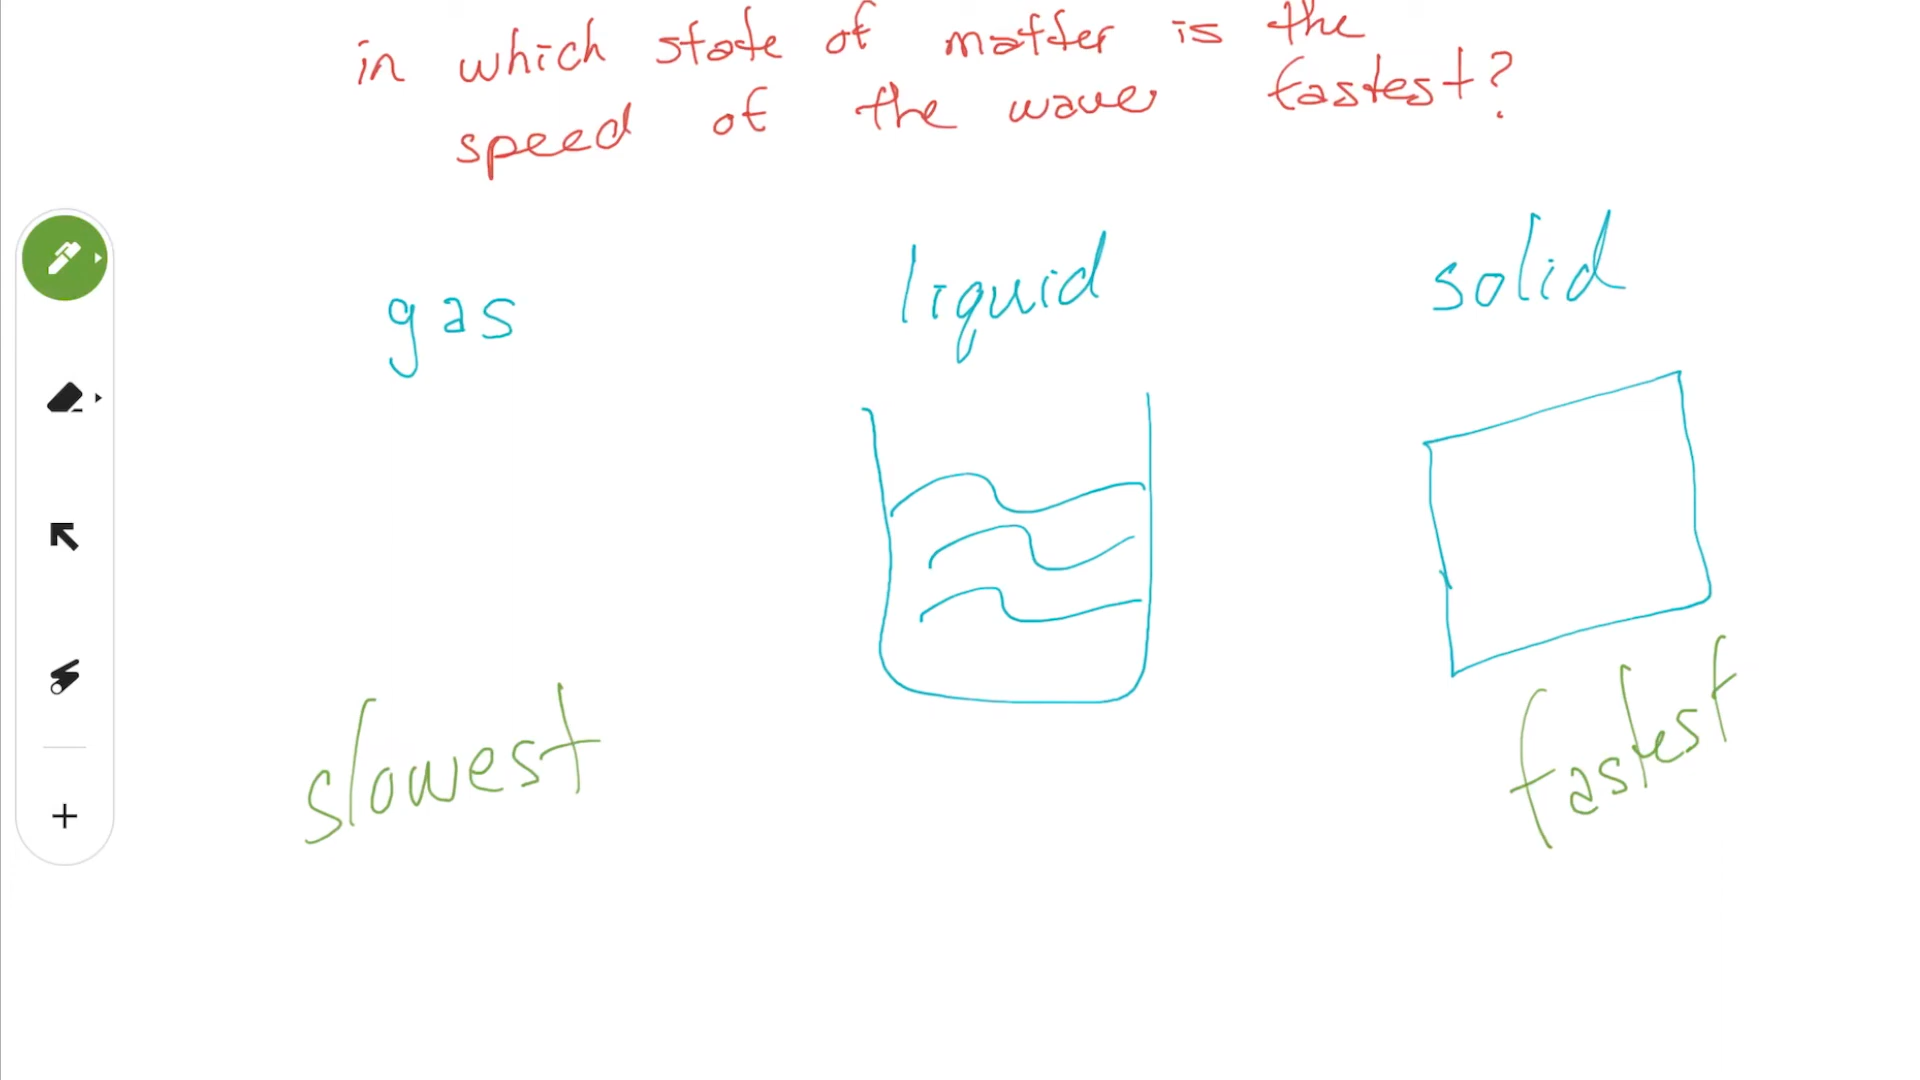 in which state of matter is the
speed of the wave fastest?
gas liquid solid
slowest fastest